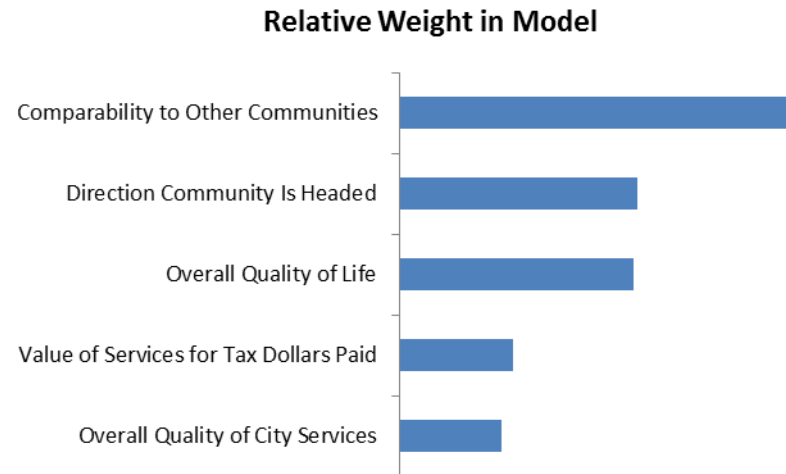 Relative Weight in Model
Comparability to Other Communities
Direction Community Is Headed
Overall Quality of Life
Value of Services for Tax Dollars Paid
Overall Quality of City Services